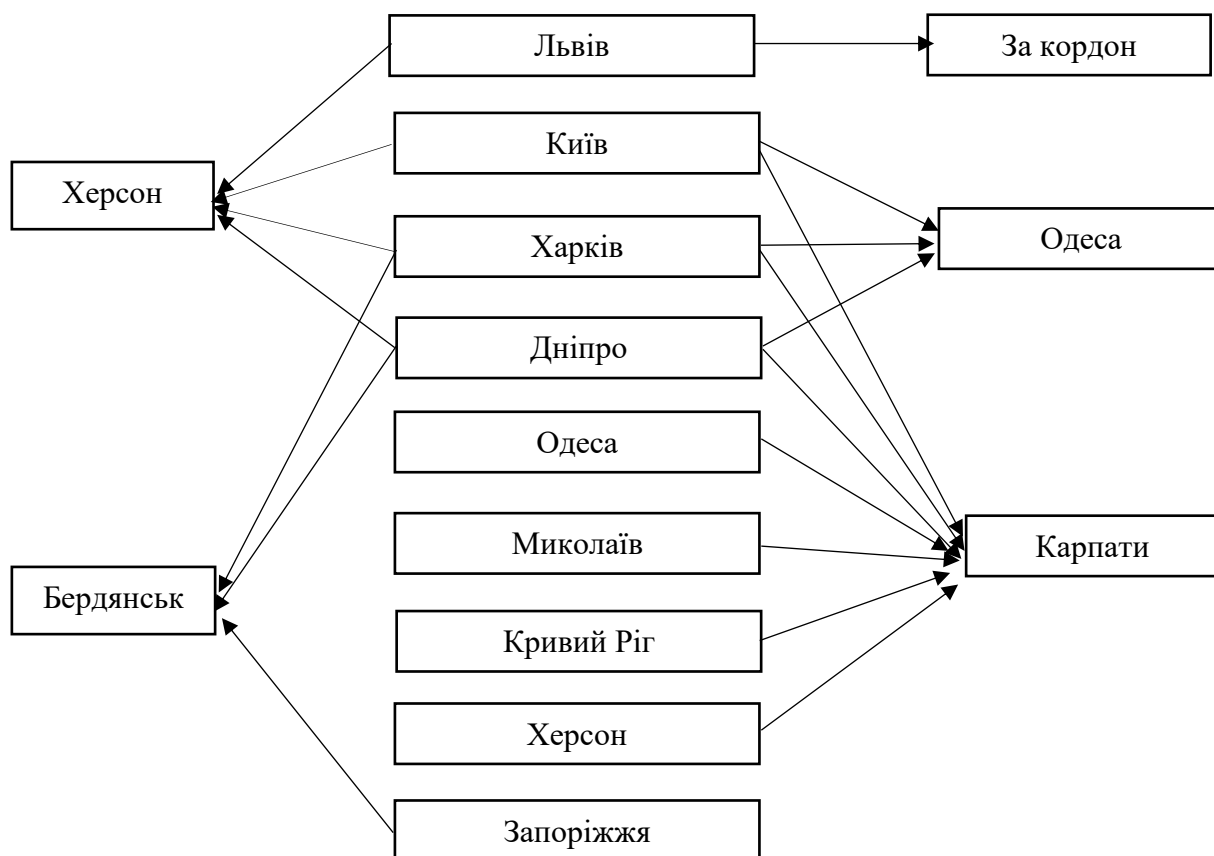 Львів
За кордон
Київ
Херсон
Харків
Одеса
Дніпро
Одеса
Миколаїв
Карпати
Бердянськ
Кривий Ріг
Херсон
Запоріжжя